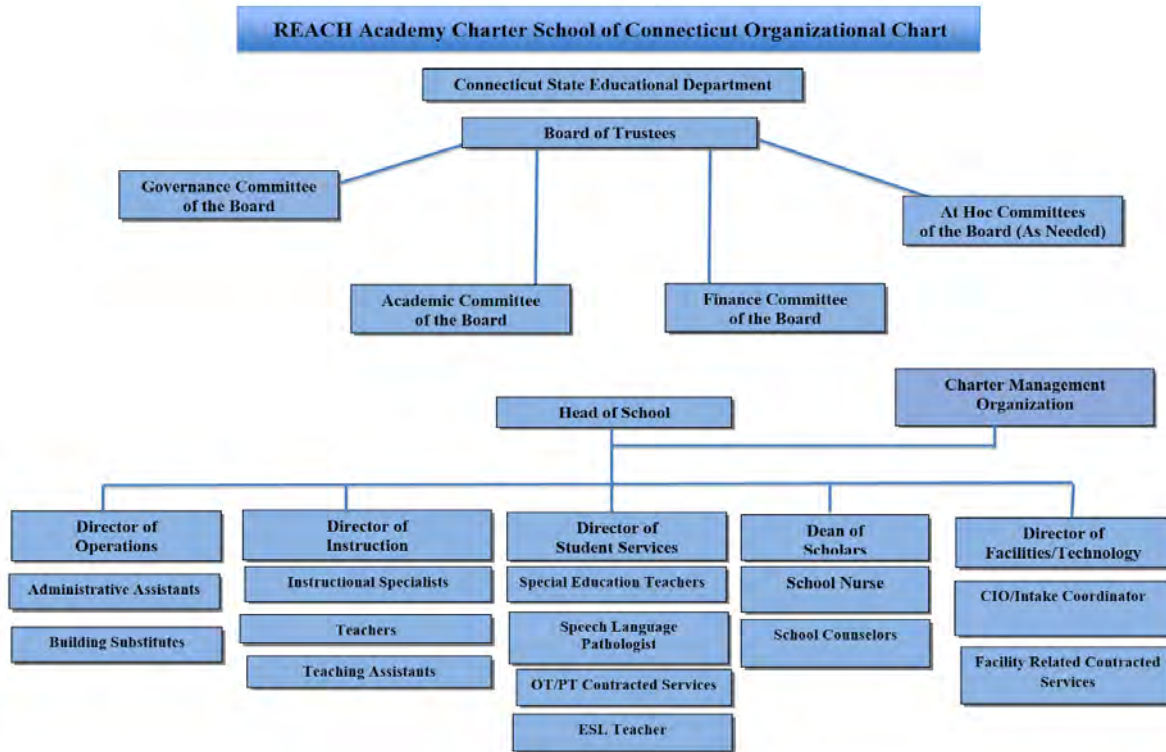 REACH Academy Charter School of Connecticut Organizational Chart
Connecticut State Educational Department
Board of Trustees
Governance Committee
of the Board
At Hoc Committees
of the Board (As Needed)
Academic Committee
of the Board
Finance Committee
of the Board
Charter Management
Organization
Head of School
Director of
Operations
Administrative Assistants
Building Substitutes
Director of
Instruction
Instructional Specialists
Teachers
Teaching Assistants
Director of
Student Services
Special Education Teachers
Speech Language
Pathologist
OT/PT Contracted Services
ESL Teacher
Dean of
Scholars
School Nurse
School Counselors
Director of
Facilities/Technology
CIO/Intake Coordinator
Facility Related Contracted
Services